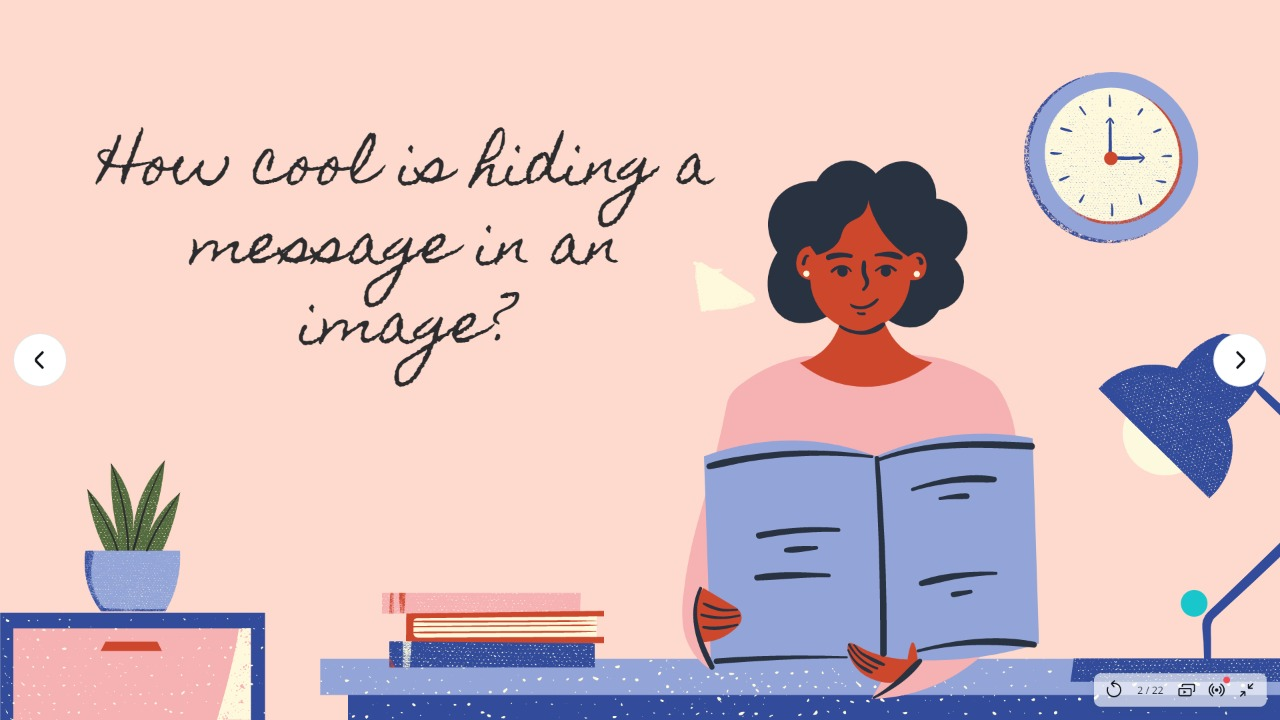 How cool is hiding a
message in an
image?
2 / 22